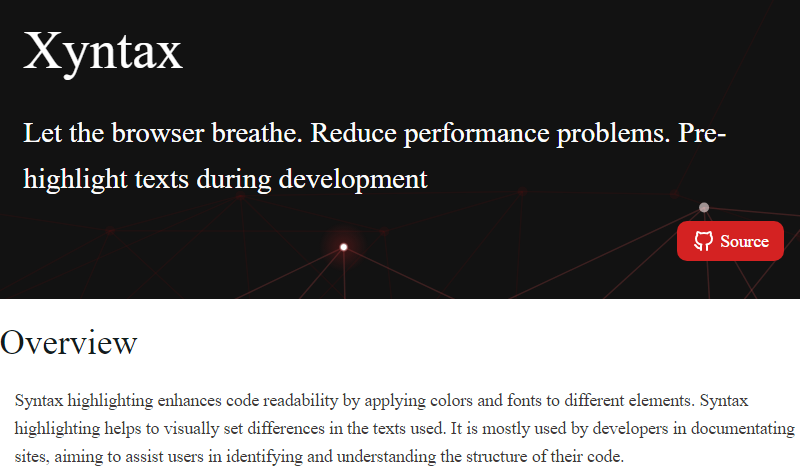 Xyntax
Let the browser breathe. Reduce performance problems. Pre-
highlight texts during development
Source
Overview
Syntax highlighting enhances code readability by applying colors and fonts to different elements. Syntax
highlighting helps to visually set differences in the texts used. It is mostly used by developers in documentating
sites, aiming to assist users in identifying and understanding the structure of their code.